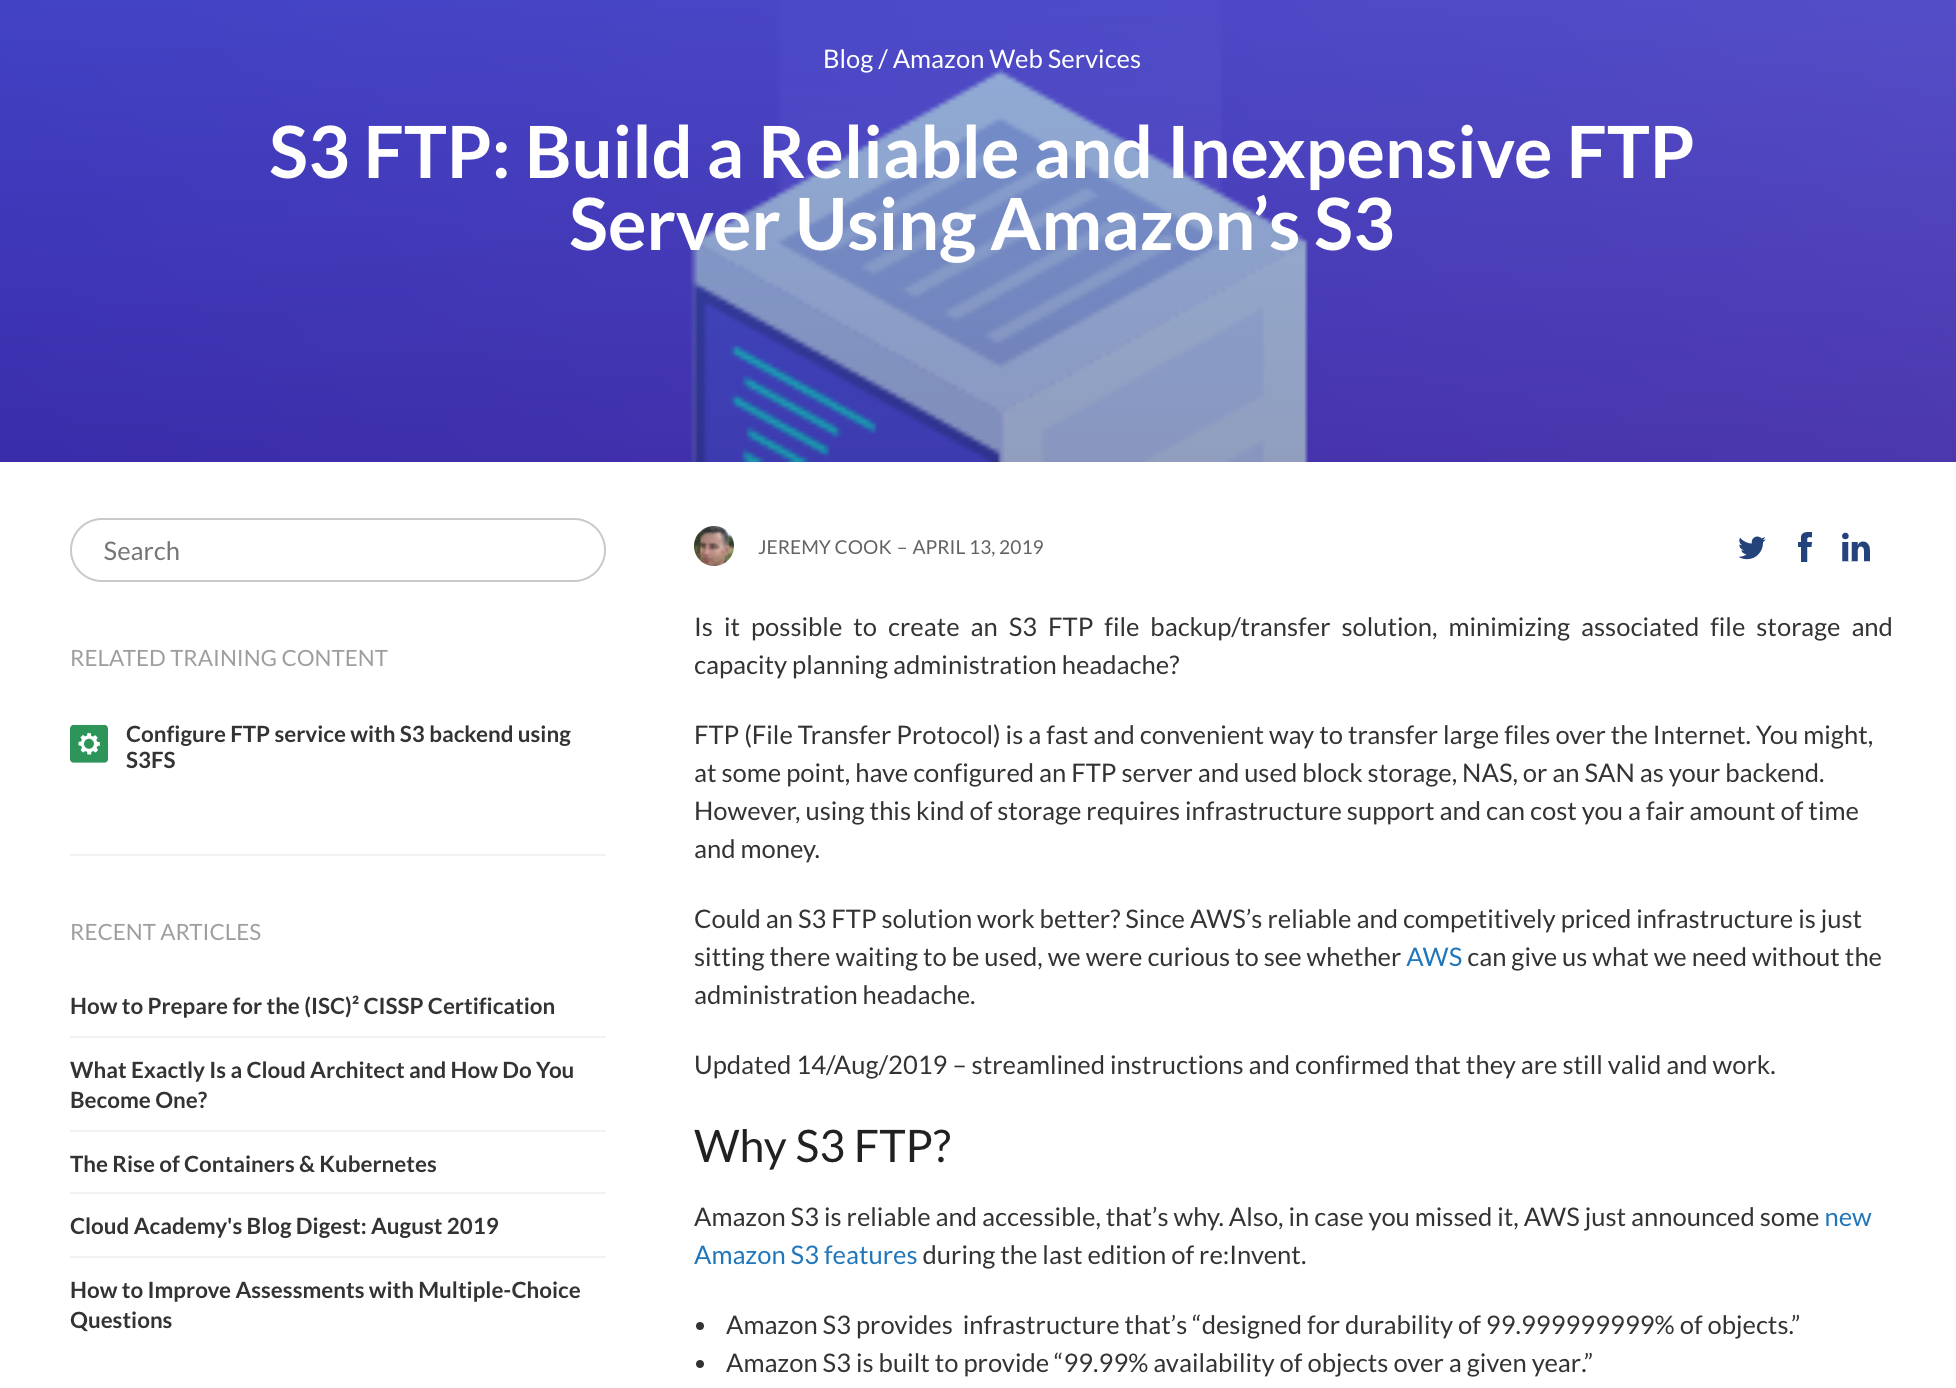 Blog / Amazon Web Services
S3 FTP: Build a Reliable and Inexpensive FTP
Server Using Amazon’s S3
Search
RELATED TRAINING CONTENT
Configure FTP service with S3 backend using
S3FS
RECENT ARTICLES
How to Prepare for the (ISC)² CISSP Certification
What Exactly Is a Cloud Architect and How Do You
Become One?
The Rise of Containers & Kubernetes
Cloud Academy's Blog Digest: August 2019
How to Improve Assessments with Multiple-Choice
Questions
JEREMY COOK – APRIL 13, 2019
Is it possible to create an S3 FTP file backup/transfer solution, minimizing associated file storage and
capacity planning administration headache?
FTP (File Transfer Protocol) is a fast and convenient way to transfer large files over the Internet. You might,
at some point, have configured an FTP server and used block storage, NAS, or an SAN as your backend.
However, using this kind of storage requires infrastructure support and can cost you a fair amount of time
and money.
Could an S3 FTP solution work better? Since AWS’s reliable and competitively priced infrastructure is just
sitting there waiting to be used, we were curious to see whether AWS can give us what we need without the
administration headache.
Updated 14/Aug/2019 – streamlined instructions and confirmed that they are still valid and work.
Why S3 FTP?
Amazon S3 is reliable and accessible, that’s why. Also, in case you missed it, AWS just announced some new
Amazon S3 features during the last edition of re:Invent.
• Amazon S3 provides infrastructure that’s “designed for durability of 99.999999999% of objects.”
• Amazon S3 is built to provide “99.99% availability of objects over a given year.”